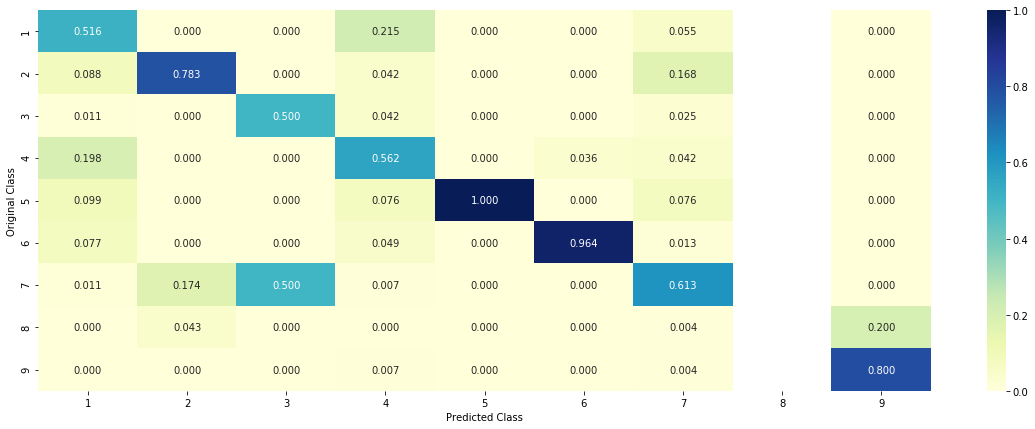 1 0.516 0.000 0.000 0.215 0.000 0.000 0.055 0.000
2 0.088 0.783 0.000 0.042 0.000 0.000 0.168 0.000
3 0.011 0.000 0.500 0.042 0.000 0.000 0.025 0.000
4 0.198 0.000 0.000 0.562 0.000 0.036 0.042 0.000
5 0.099 0.000 0.000 0.076 1.000 0.000 0.076 0.000
6 0.077 0.000 0.000 0.049 0.000 0.964 0.013 0.000
7 0.011 0.174 0.500 0.007 0.000 0.000 0.613 0.000
8 0.000 0.043 0.000 0.000 0.000 0.000 0.004 0.200
9 0.000 0.000 0.000 0.007 0.000 0.000 0.004 0.800
1 2 3 4 5 6 7 8 9
Predicted Class
Original Class
1.0
0.8
0.6
0.4
0.2
0.0